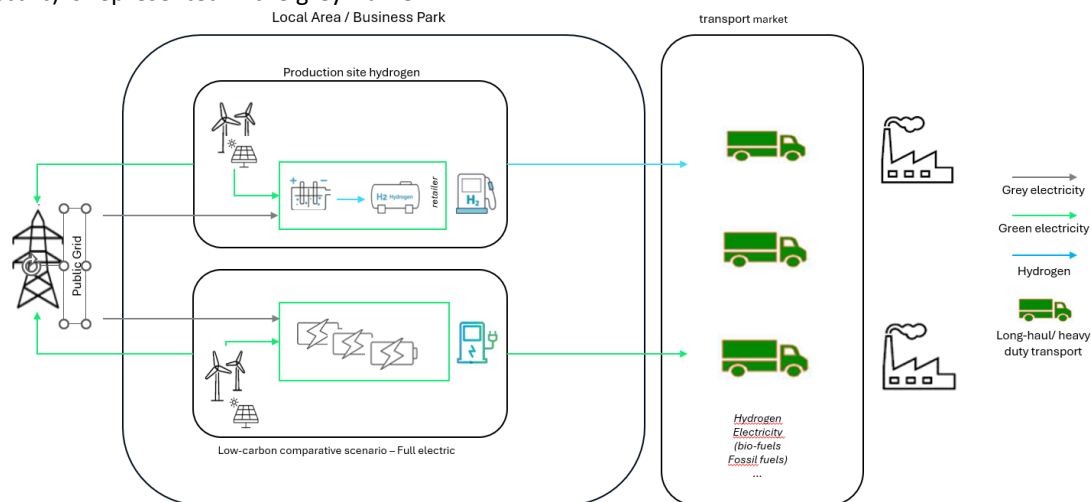 Local Area / Business Park
transport market
Production site hydrogen
+ −
H2 Hydrogen
retailer
H2
Public Grid
Grey electricity
Green electricity
Hydrogen
Long-haul/ heavy
duty transport
Hydrogen
Electricity
(bio-fuels
Fossil fuels)
...
Low-carbon comparative scenario – Full electric